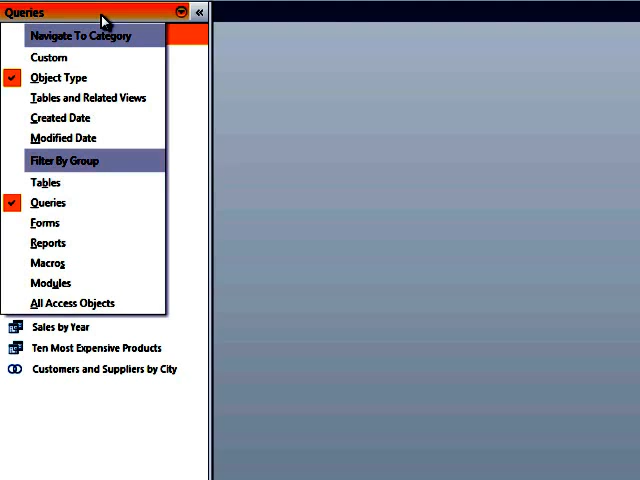 Queries
Navigate To Category
Custom
Object Type
Tables and Related Views
Created Date
Modified Date
Filter By Group
Tables
Queries
Forms
Reports
Macros
Modules
All Access Objects
Sales by Year
Ten Most Expensive Products
Customers and Suppliers by City